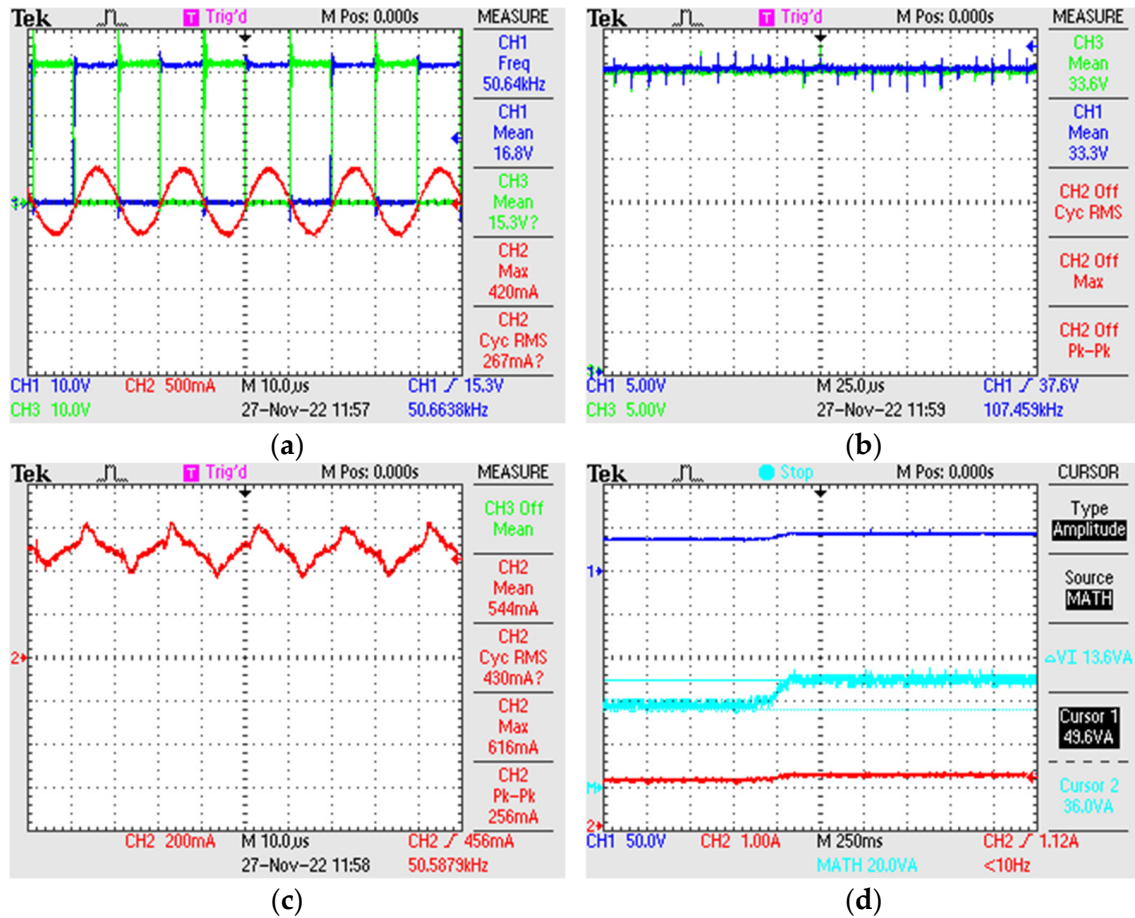 Tek Trig'd M Pos: 0.000s MEASURE
CH1
Freq
50.64kHz
CH1
Mean
16.8V
CH3
Mean
15.3V?
CH2
Max
420mA
CH2
Cyc RMS
267mA?
1
CH1 10.0V CH2 500mA M 10.0µs CH1 ƒ 15.3V
CH3 10.0V 27-Nov-22 11:57 50.6638kHz
(a)
Tek Trig'd M Pos: 0.000s MEASURE
CH3
Mean
33.6V
CH1
Mean
33.3V
CH2 Off
Cyc RMS
CH2 Off
Max
CH2 Off
Pk-Pk
1
CH1 5.00V M 25.0µs CH1 ƒ 37.6V
CH3 5.00V 27-Nov-22 11:59 107.459kHz
(b)
Tek Trig'd M Pos: 0.000s MEASURE
CH3 Off
Mean
CH2
Mean
544mA
CH2
Cyc RMS
430mA?
CH2
Max
616mA
CH2
Pk-Pk
256mA
2
CH2 200mA M 10.0µs CH2 ƒ 456mA
27-Nov-22 11:58 50.5879kHz
(c)
Tek Stop M Pos: 0.000s CURSOR
Type
Amplitude
Source
MATH
△VI 13.6VA
Cursor 1
49.6VA
Cursor 2
36.0VA
1
M
2
CH1 50.0V CH2 1.00A M 250ms CH2 ƒ 1.12A
MATH 20.0VA <10Hz
(d)